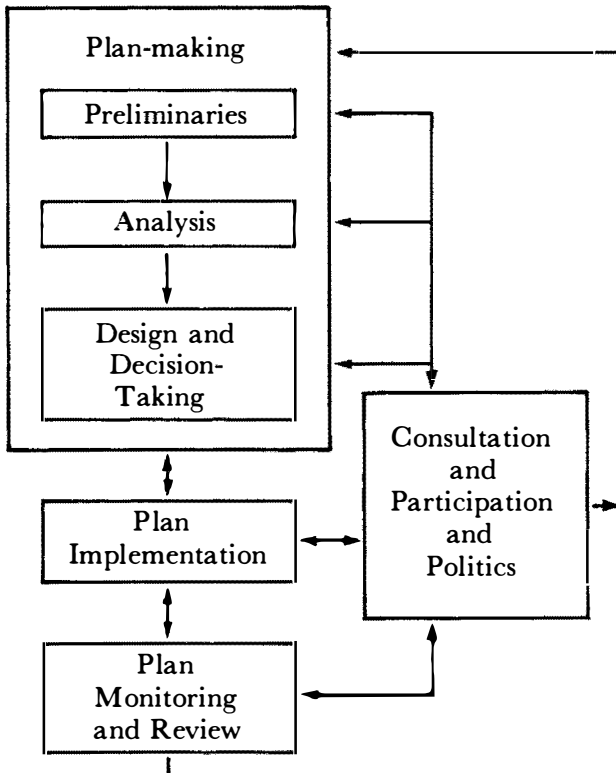 Plan-making
Preliminaries
Analysis
Design and
Decision-
Taking
Consultation
and
Participation
and
Politics
Plan
Implementation
Plan
Monitoring
and Review